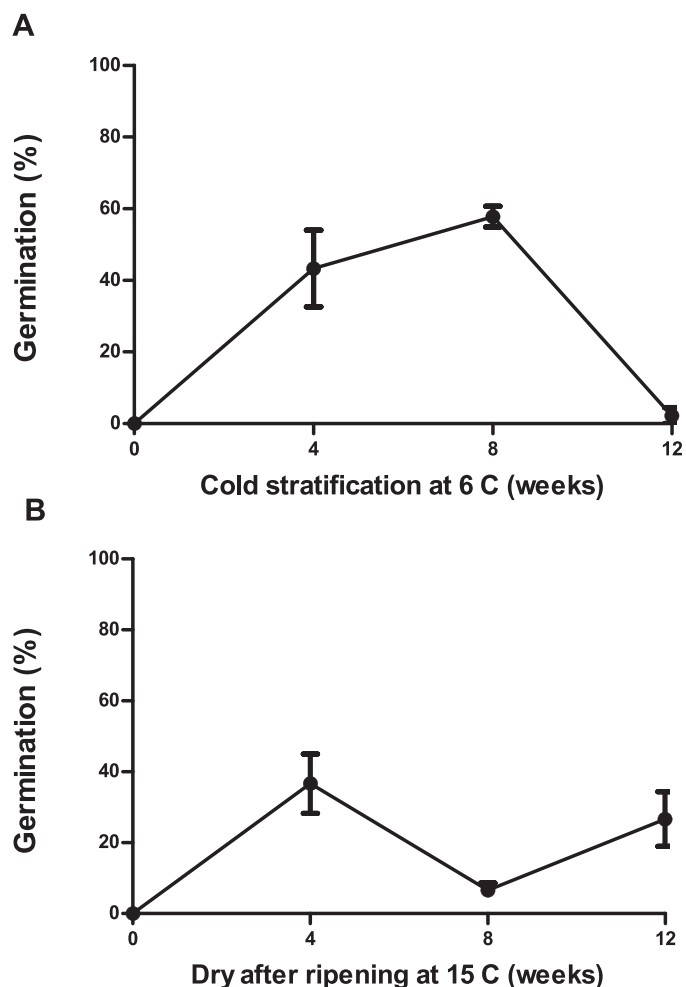 A
100
80
60
40
20
0
Germination (%)
0 4 8 12
Cold stratification at 6 C (weeks)
B
100
80
60
40
20
0
Germination (%)
0 4 8 12
Dry after ripening at 15 C (weeks)